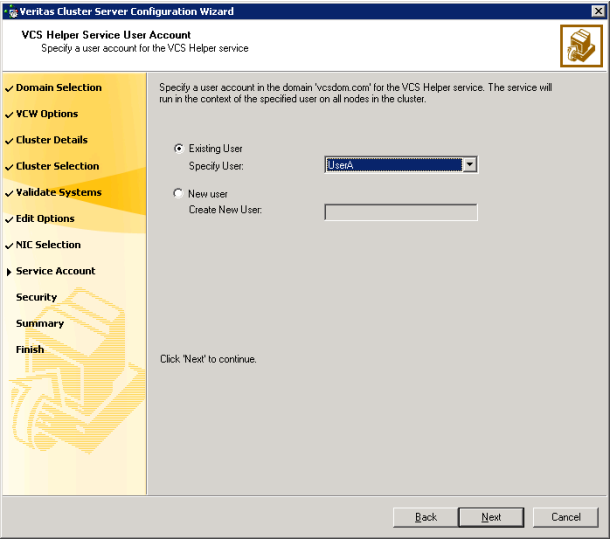 Veritas Cluster Server Configuration Wizard
VCS Helper Service User Account
Specify a user account for the VCS Helper service
Domain Selection
VCW Options
Cluster Details
Cluster Selection
Validate Systems
Edit Options
NIC Selection
Service Account
Security
Summary
Finish
Specify a user account in the domain 'vcsdom.com' for the VCS Helper service. The service will
run in the context of the specified user on all nodes in the cluster.
Existing User
Specify User:
UserA
New user
Create New User:
Click 'Next' to continue.
Back
Next
Cancel